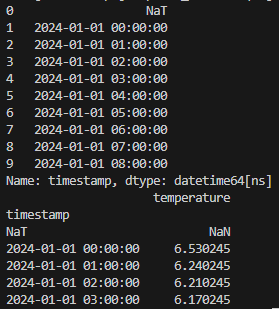 0                   NaT
1   2024-01-01 00:00:00
2   2024-01-01 01:00:00
3   2024-01-01 02:00:00
4   2024-01-01 03:00:00
5   2024-01-01 04:00:00
6   2024-01-01 05:00:00
7   2024-01-01 06:00:00
8   2024-01-01 07:00:00
9   2024-01-01 08:00:00
Name: timestamp, dtype: datetime64[ns]
                     temperature
timestamp
NaT                          NaN
2024-01-01 00:00:00     6.530245
2024-01-01 01:00:00     6.240245
2024-01-01 02:00:00     6.210245
2024-01-01 03:00:00     6.170245